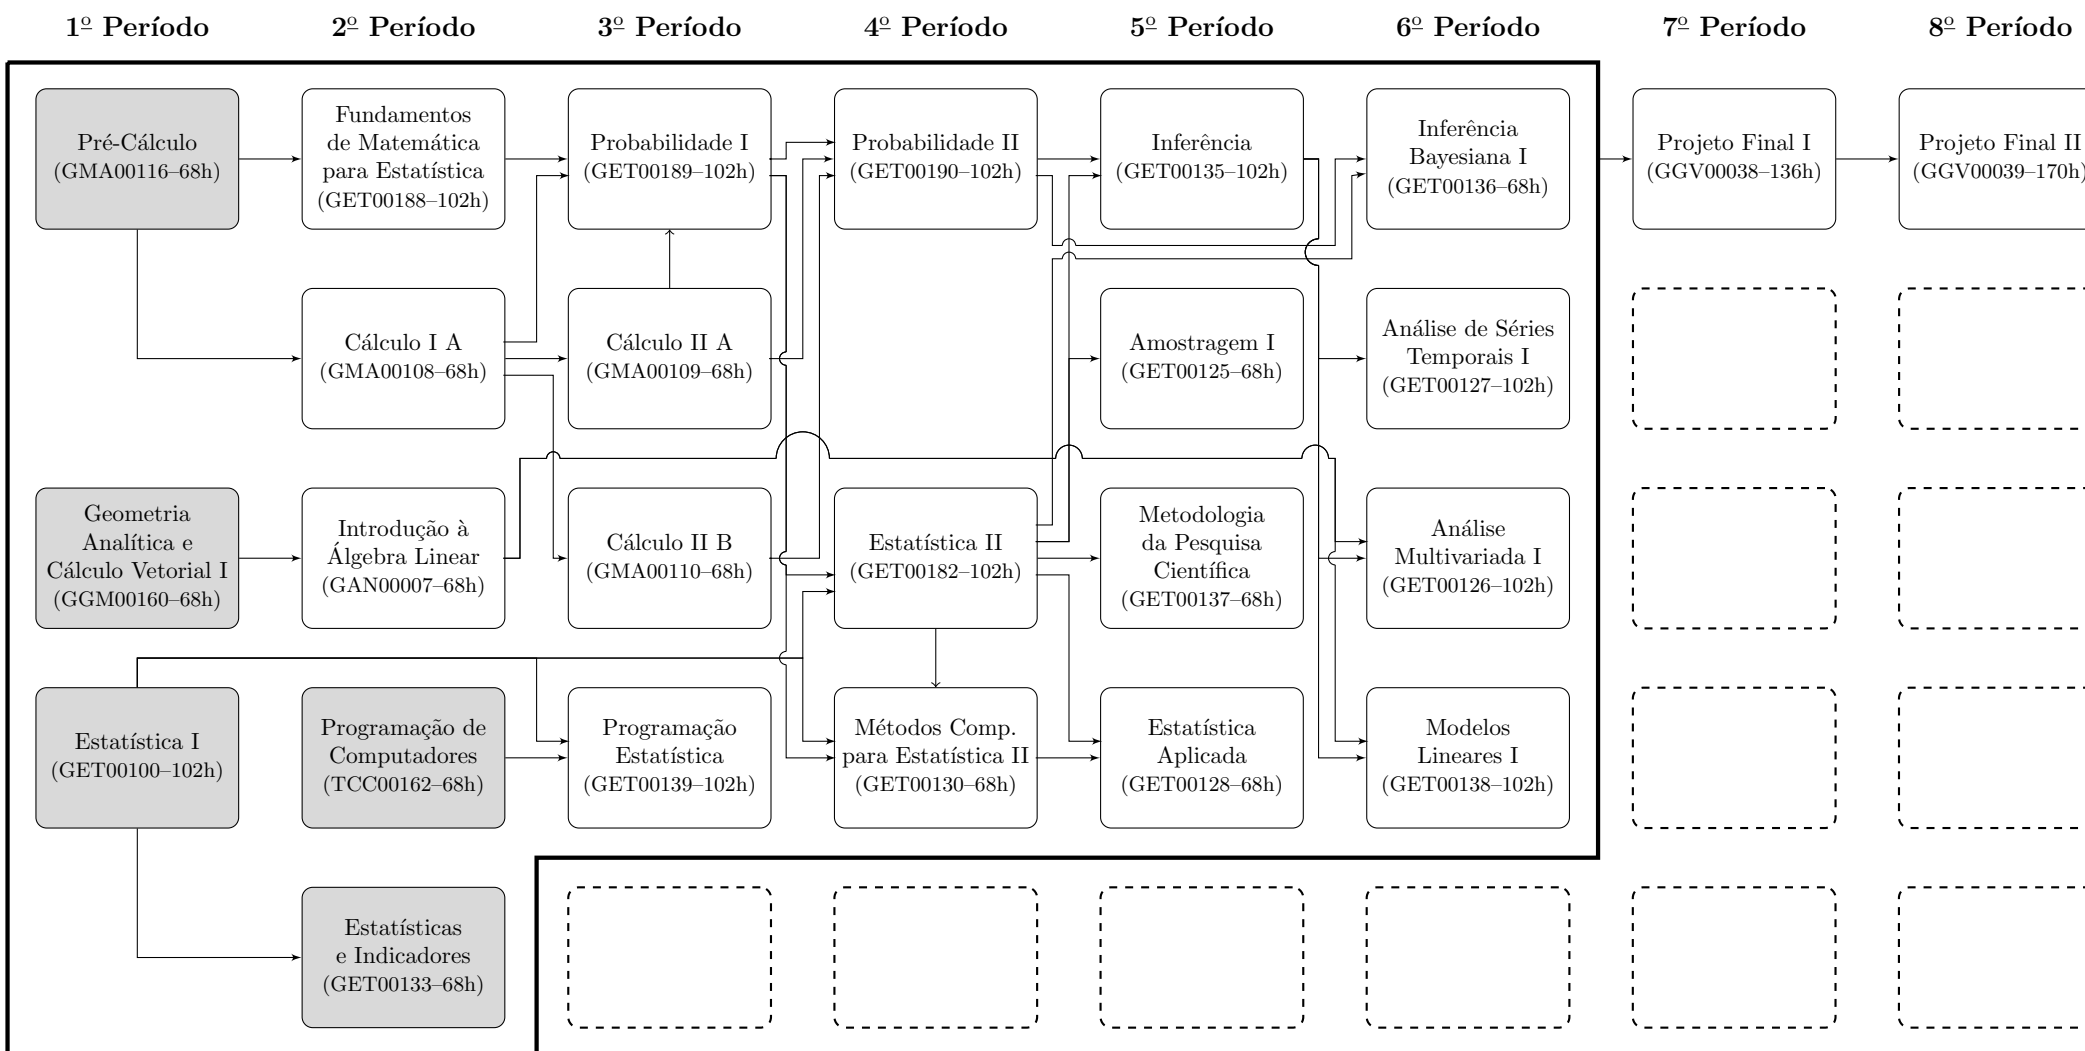 1º Período
2º Período
3º Período
4º Período
5º Período
6º Período
7º Período
8º Período
Pré-Cálculo
(GMA00116–68h)
Fundamentos
de Matemática
para Estatística
(GET00188–102h)
Probabilidade I
(GET00189–102h)
Probabilidade II
(GET00190–102h)
Inferência
(GET00135–102h)
Inferência
Bayesiana I
(GET00136–68h)
Projeto Final I
(GGV00038–136h)
Projeto Final II
(GGV00039–170h)
Cálculo I A
(GMA00108–68h)
Cálculo II A
(GMA00109–68h)
Amostragem I
(GET00125–68h)
Análise de Séries
Temporais I
(GET00127–102h)
Geometria
Analítica e
Cálculo Vetorial I
(GGM00160–68h)
Introdução à
Álgebra Linear
(GAN00007–68h)
Cálculo II B
(GMA00110–68h)
Estatística II
(GET00182–102h)
Metodologia
da Pesquisa
Científica
(GET00137–68h)
Análise
Multivariada I
(GET00126–102h)
Estatística I
(GET00100–102h)
Programação de
Computadores
(TCC00162–68h)
Programação
Estatística
(GET00139–102h)
Métodos Comp.
para Estatística II
(GET00130–68h)
Estatística
Aplicada
(GET00128–68h)
Modelos
Lineares I
(GET00138–102h)
Estatísticas
e Indicadores
(GET00133–68h)